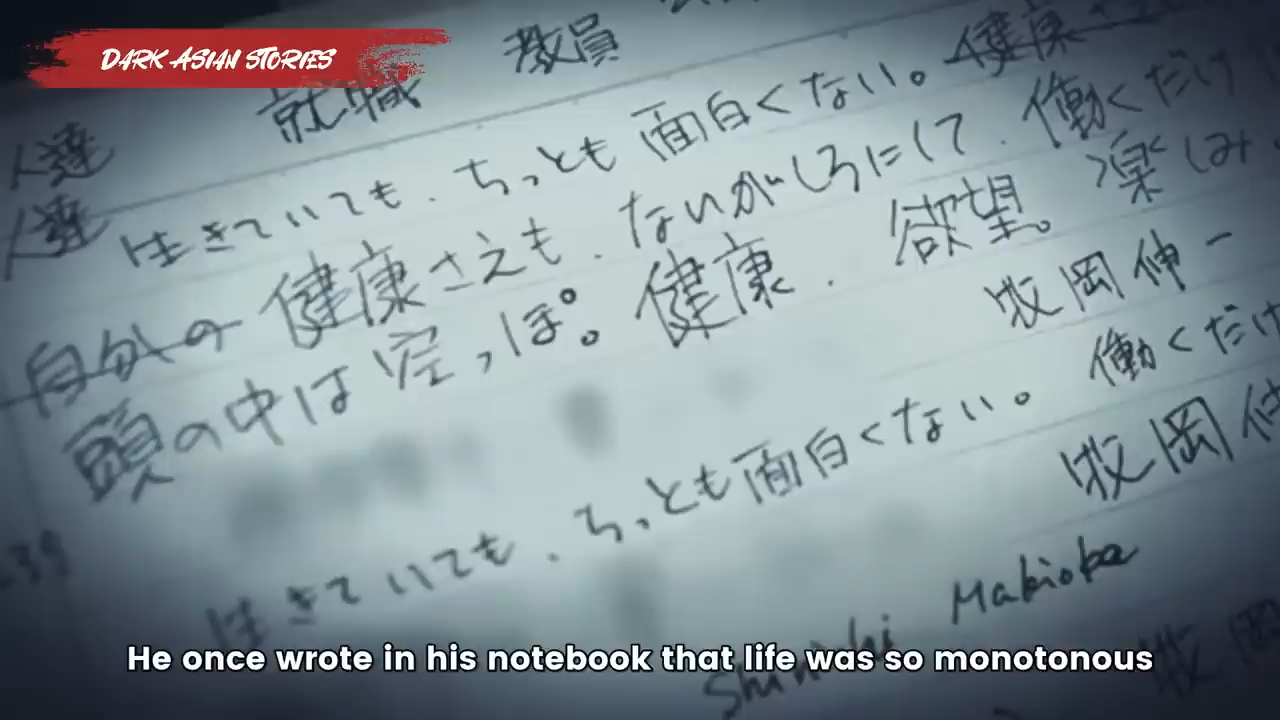 DARK ASIAN STORIES
就職 教員
人達 生きていても、ちっとも面白くない。健康さえ
人達 健康さえも、ないがしろにして、働くだけ
自分の
頭の中は空っぽ。健康、欲望。楽しみ
牧岡伸一
生きていても、ちっとも面白くない。働くだけ
牧岡伸
Shinichi Makioka
He once wrote in his notebook that life was so monotonous